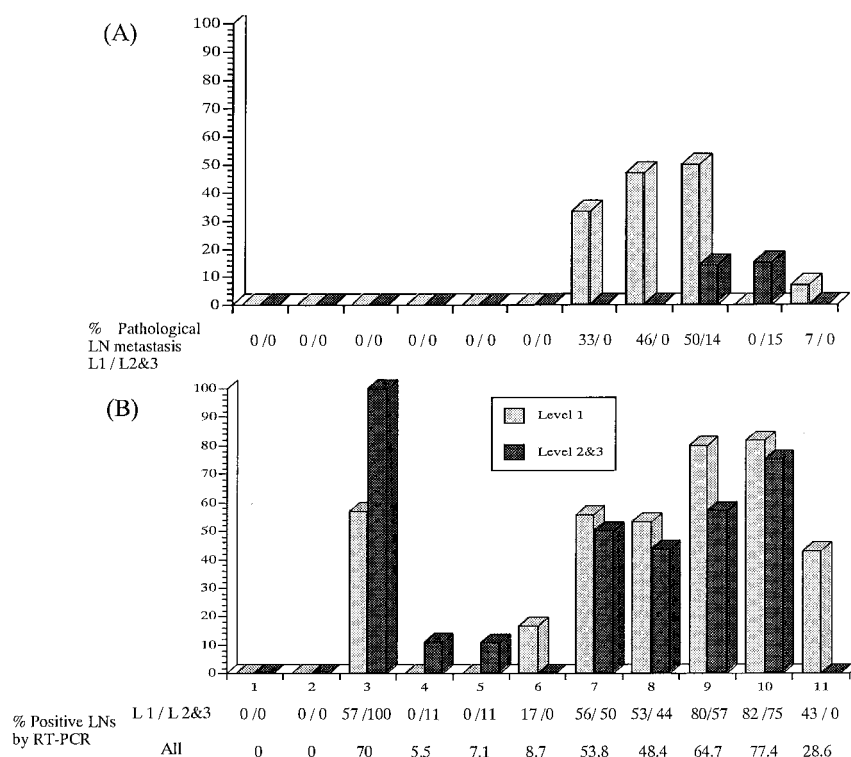 (A)
100
90
80
70
60
50
40
30
20
10
0
% Pathological
LN metastasis
L1 / L2&3
0 /0 0 / 0 0 / 0 0 / 0 0 / 0 0 / 0 33/ 0 46/ 0 50/14 0 /15 7 / 0
(B)
100
90
80
70
60
50
40
30
20
10
0
Level 1
Level 2&3
1 2 3 4 5 6 7 8 9 10 11
% Positive LNs
by RT-PCR
L 1 / L 2&3 0 /0 0 / 0 57 /100 0 /11 0 /11 17 /0 56/ 50 53/ 44 80/57 82 /75 43 / 0
All 0 0 70 5.5 7.1 8.7 53.8 48.4 64.7 77.4 28.6